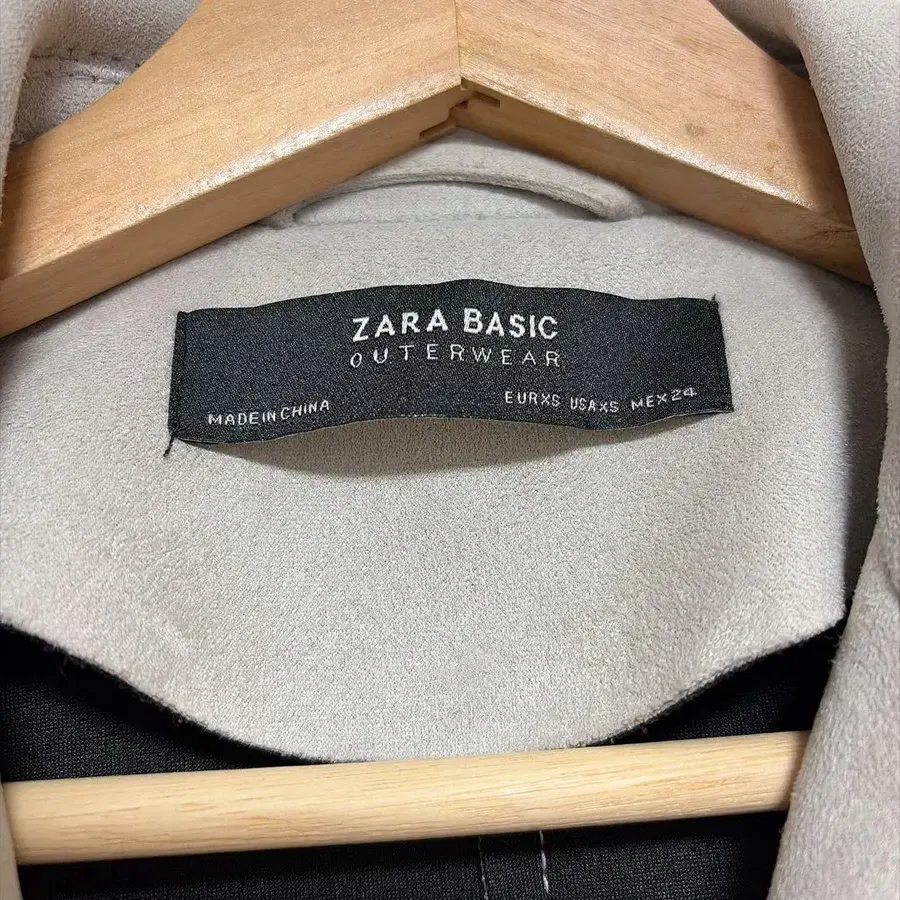 ZARA BASIC
OUTERWEAR
MADE IN CHINA
EUR XS USA XS MEX 24